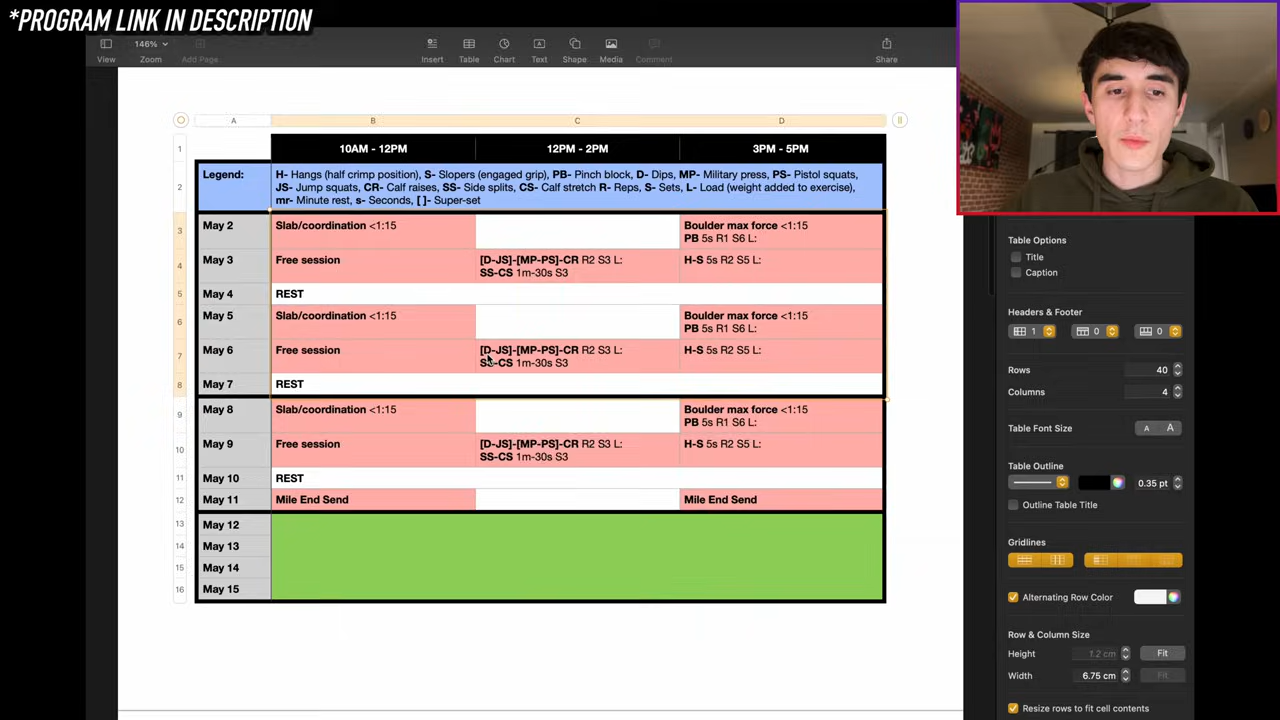 *PROGRAM LINK IN DESCRIPTION
146%
View
Zoom
Add Page
Insert
Table
Chart
Text
Shape
Media
Comment
Share
A
B
C
D
1
10AM - 12PM
12PM - 2PM
3PM - 5PM
2
Legend:
H- Hangs (half crimp position), S- Slopers (engaged grip), PB- Pinch block, D- Dips, MP- Military press, PS- Pistol squats,
JS- Jump squats, CR- Calf raises, SS- Side splits, CS- Calf stretch R- Reps, S- Sets, L- Load (weight added to exercise),
mr- Minute rest, s- Seconds, [ ]- Super-set
3
May 2
Slab/coordination <1:15
Boulder max force <1:15
PB 5s R1 S6 L:
4
May 3
Free session
[D-JS]-[MP-PS]-CR R2 S3 L:
SS-CS 1m-30s S3
H-S 5s R2 S5 L:
5
May 4
REST
6
May 5
Slab/coordination <1:15
Boulder max force <1:15
PB 5s R1 S6 L:
7
May 6
Free session
[D-JS]-[MP-PS]-CR R2 S3 L:
SS-CS 1m-30s S3
H-S 5s R2 S5 L:
8
May 7
REST
9
May 8
Slab/coordination <1:15
Boulder max force <1:15
PB 5s R1 S6 L:
10
May 9
Free session
[D-JS]-[MP-PS]-CR R2 S3 L:
SS-CS 1m-30s S3
H-S 5s R2 S5 L:
11
May 10
REST
12
May 11
Mile End Send
Mile End Send
13
May 12
14
May 13
15
May 14
16
May 15
Table Options
Title
Caption
Headers & Footer
1
0
0
Rows
40
Columns
4
Table Font Size
A
A
Table Outline
0.35 pt
Outline Table Title
Gridlines
Alternating Row Color
Row & Column Size
Height
1.2 cm
Fit
Width
6.75 cm
Fit
Resize rows to fit cell contents